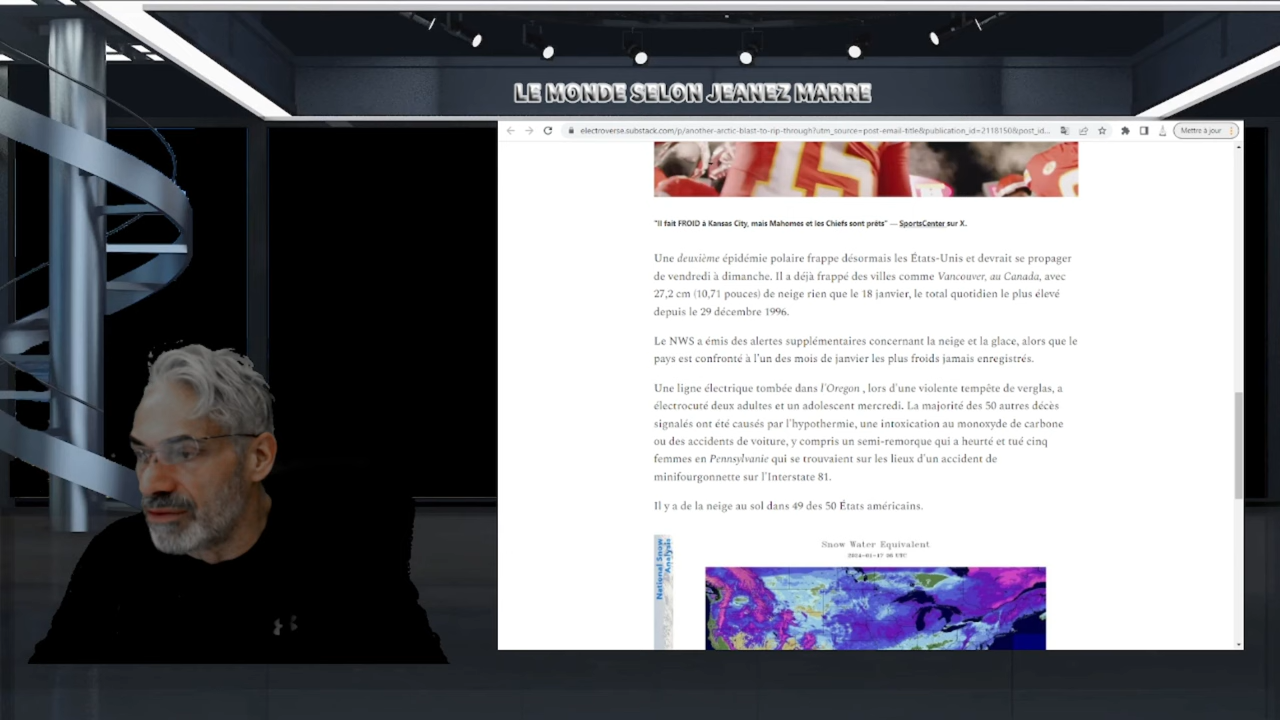 LE MONDE SELON JEANEZ MARRE
electroverse.substack.com/p/another-arctic-blast-to-rip-through?utm_source=post-email-title&publication_id=2118150&post_id...
Mettre à jour
"Il fait FROID à Kansas City, mais Mahomes et les Chiefs sont prêts" — SportsCenter sur X.
Une deuxième épidémie polaire frappe désormais les États-Unis et devrait se propager
de vendredi à dimanche. Il a déjà frappé des villes comme Vancouver, au Canada, avec
27,2 cm (10,71 pouces) de neige rien que le 18 janvier, le total quotidien le plus élevé
depuis le 29 décembre 1996.
Le NWS a émis des alertes supplémentaires concernant la neige et la glace, alors que le
pays est confronté à l'un des mois de janvier les plus froids jamais enregistrés.
Une ligne électrique tombée dans l'Oregon , lors d'une violente tempête de verglas, a
électrocuté deux adultes et un adolescent mercredi. La majorité des 50 autres décès
signalés ont été causés par l'hypothermie, une intoxication au monoxyde de carbone
ou des accidents de voiture, y compris un semi-remorque qui a heurté et tué cinq
femmes en Pennsylvanie qui se trouvaient sur les lieux d'un accident de
minifourgonnette sur l'Interstate 81.
Il y a de la neige au sol dans 49 des 50 États américains.
National Snow
Analysis
Snow Water Equivalent
15